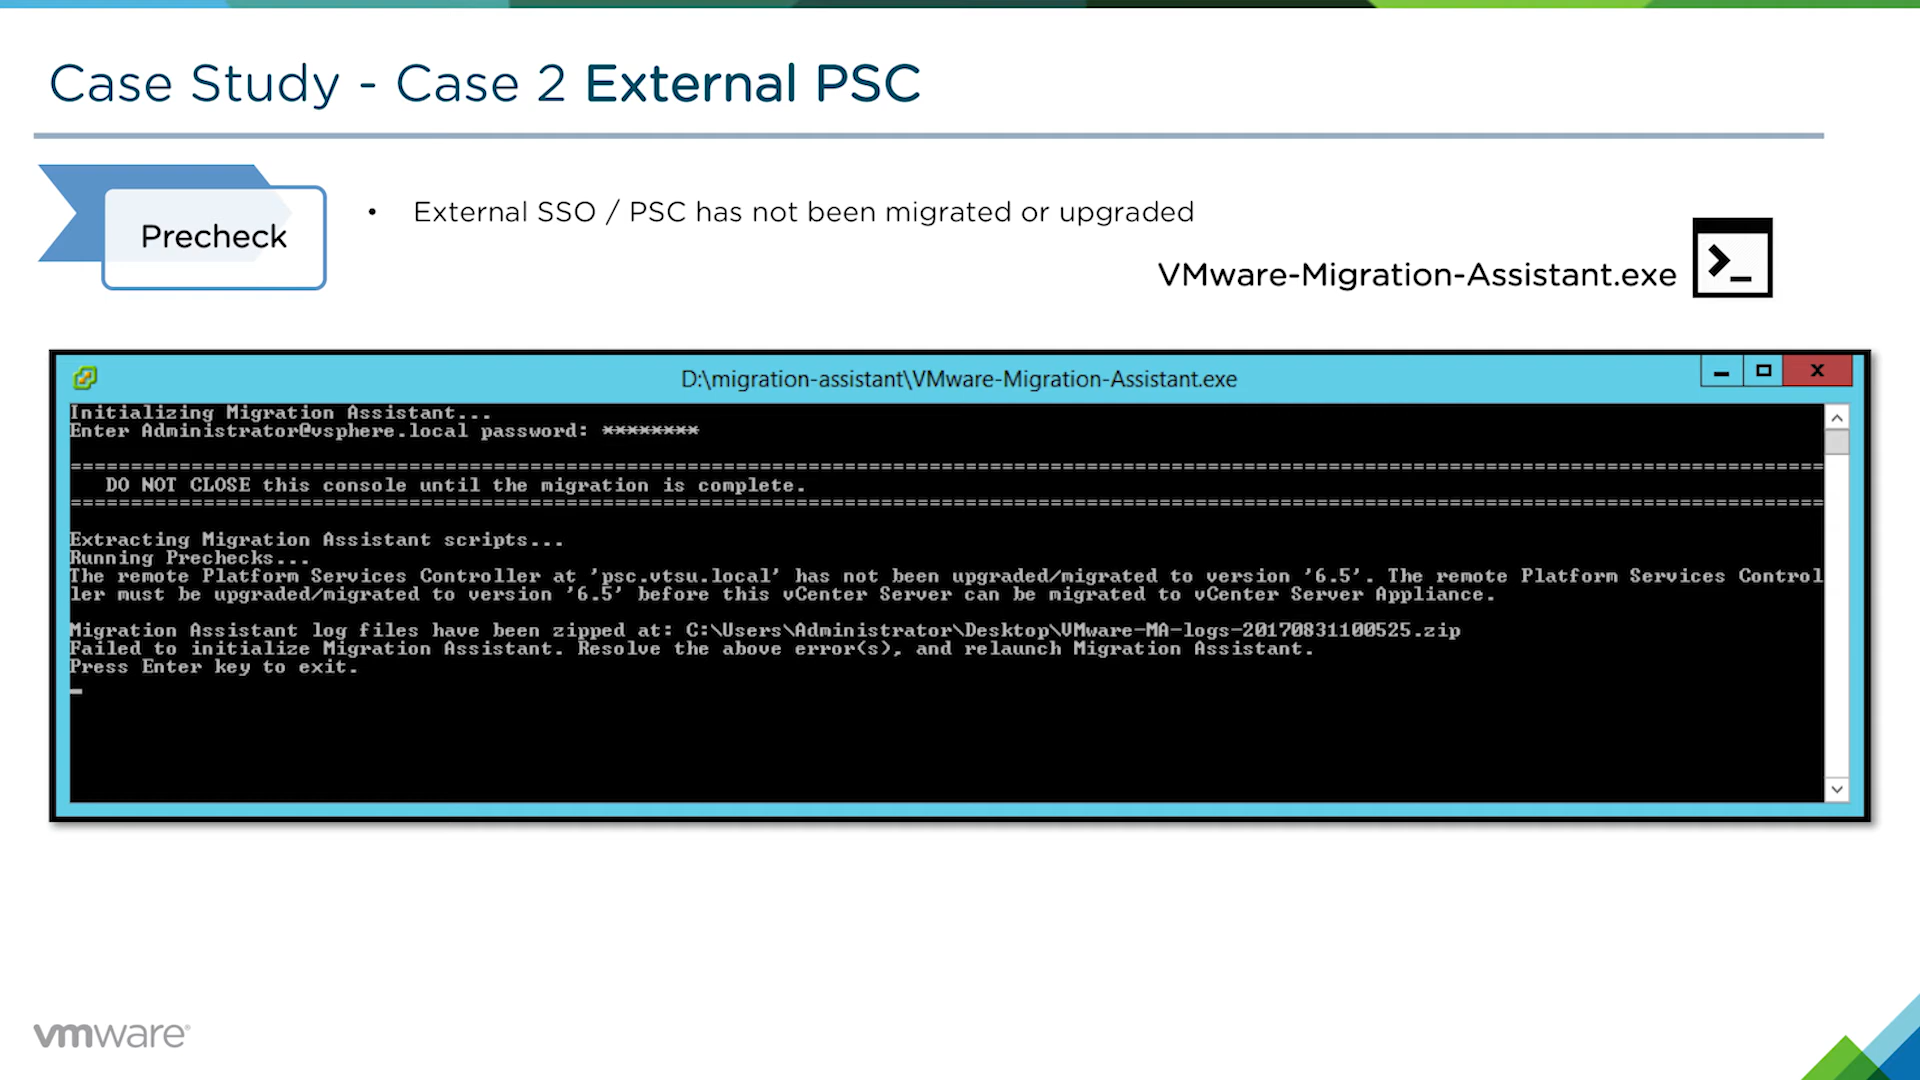 Case Study - Case 2 External PSC
Precheck
• External SSO / PSC has not been migrated or upgraded
VMware-Migration-Assistant.exe
D:\migration-assistant\VMware-Migration-Assistant.exe
Initializing Migration Assistant...
Enter Administrator@vsphere.local password: ********
DO NOT CLOSE this console until the migration is complete.
Extracting Migration Assistant scripts...
Running Prechecks...
The remote Platform Services Controller at 'psc.vtsu.local' has not been upgraded/migrated to version '6.5'. The remote Platform Services Control
ler must be upgraded/migrated to version '6.5' before this vCenter Server can be migrated to vCenter Server Appliance.
Migration Assistant log files have been zipped at: C:\Users\Administrator\Desktop\VMware-MA-logs-20170831100525.zip
Failed to initialize Migration Assistant. Resolve the above error(s), and relaunch Migration Assistant.
Press Enter key to exit.
vmware®